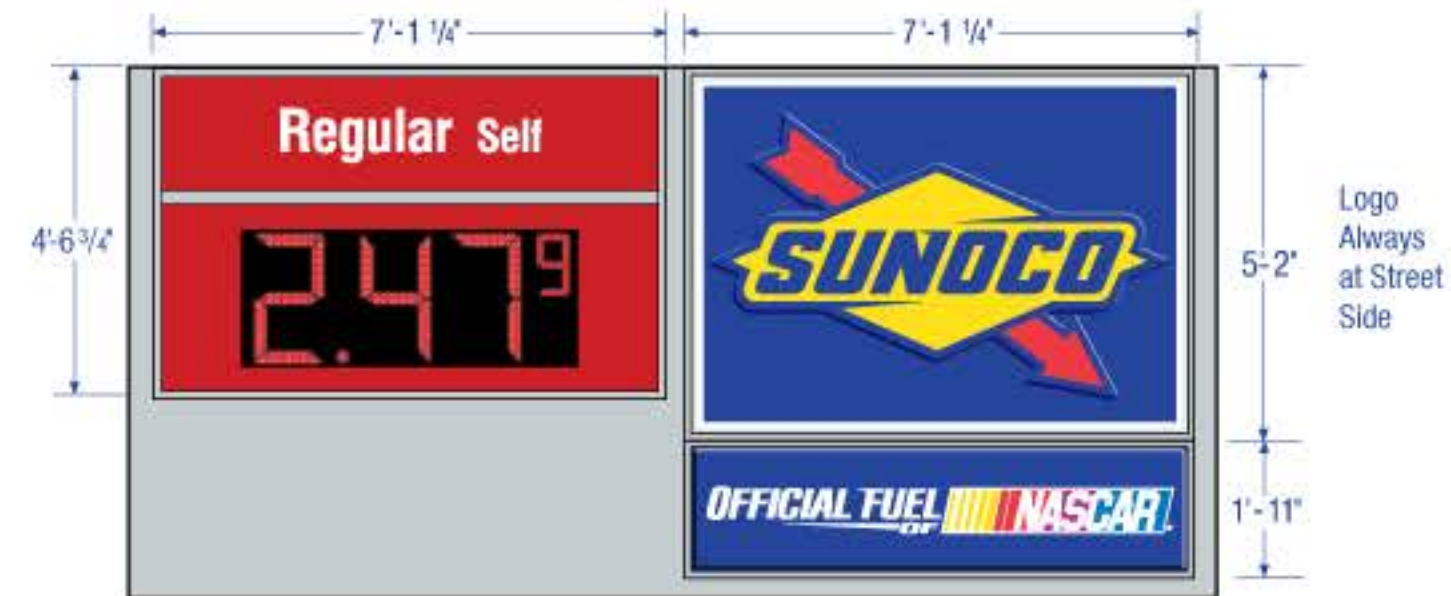 7'-1 1/4"
7'-1 1/4"
Regular Self
4'-6 3/4"
2.47 9
SUNOCO
5'-2"
Logo
Always
at Street
Side
OFFICIAL FUEL
OF
NASCAR
1'-11"